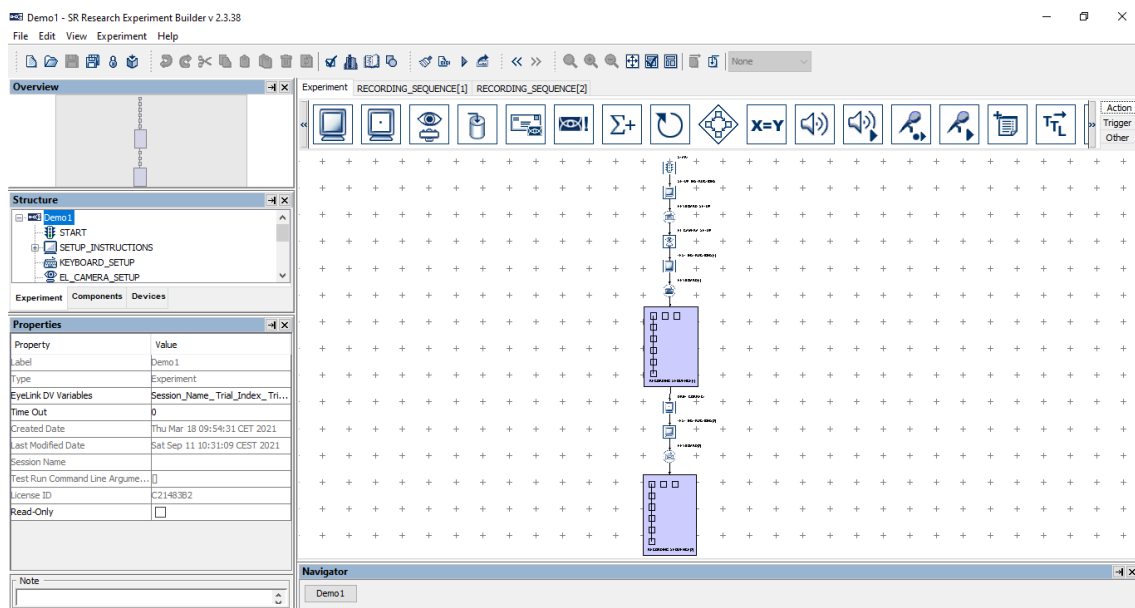 Demo1 - SR Research Experiment Builder v 2.3.38
File Edit View Experiment Help
None
Overview
Experiment RECORDING_SEQUENCE[1] RECORDING_SEQUENCE[2]
X=Y
TTL
Action
Trigger
Other
Structure
Demo1
START
SETUP_INSTRUCTIONS
KEYBOARD_SETUP
EL_CAMERA_SETUP
Experiment Components Devices
Properties
Property Value
Label Demo1
Type Experiment
EyeLink DV Variables Session_Name_ Trial_Index_ Tri...
Time Out 0
Created Date Thu Mar 18 09:54:31 CET 2021
Last Modified Date Sat Sep 11 10:31:09 CEST 2021
Session Name
Test Run Command Line Argume... []
License ID C21483B2
Read-Only
Note
Navigator
Demo1